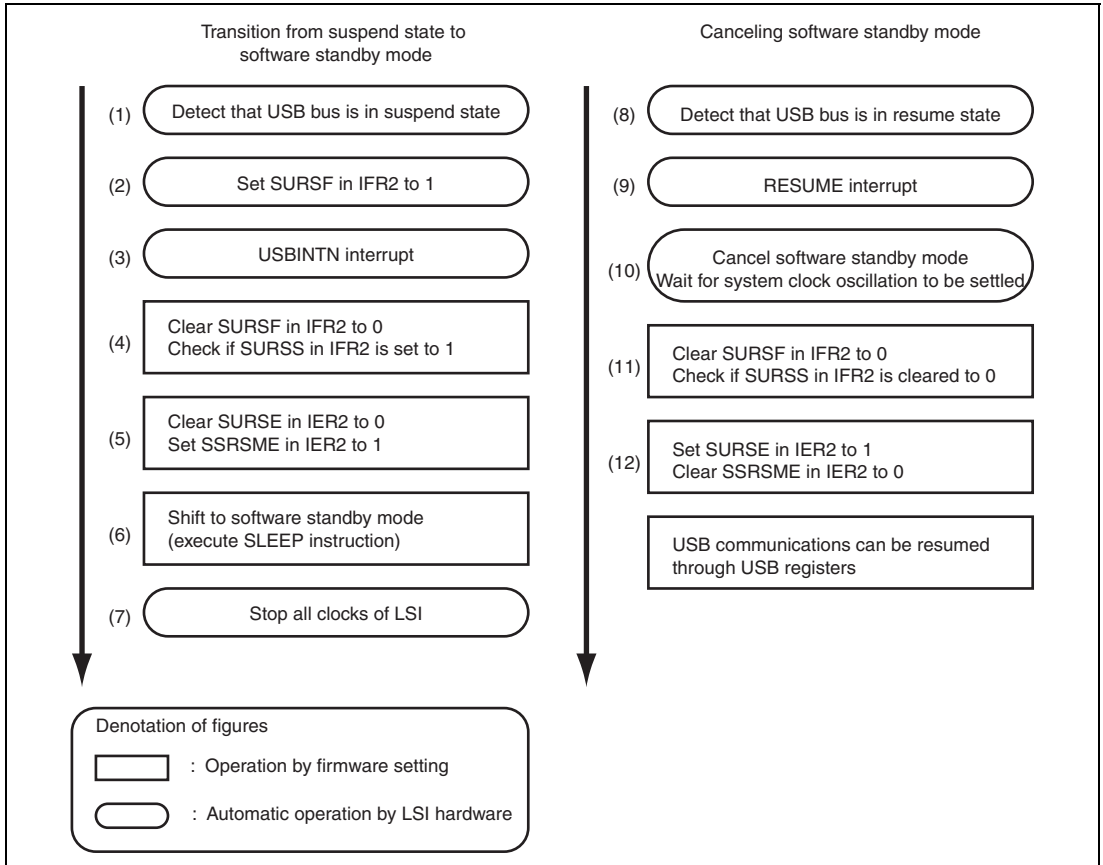 Transition from suspend state to
software standby mode
(1) Detect that USB bus is in suspend state
(2) Set SURSF in IFR2 to 1
(3) USBINTN interrupt
(4) Clear SURSF in IFR2 to 0
Check if SURSS in IFR2 is set to 1
(5) Clear SURSE in IER2 to 0
Set SSRSME in IER2 to 1
(6) Shift to software standby mode
(execute SLEEP instruction)
(7) Stop all clocks of LSI
Canceling software standby mode
(8) Detect that USB bus is in resume state
(9) RESUME interrupt
(10) Cancel software standby mode
Wait for system clock oscillation to be settled
(11) Clear SURSF in IFR2 to 0
Check if SURSS in IFR2 is cleared to 0
(12) Set SURSE in IER2 to 1
Clear SSRSME in IER2 to 0
USB communications can be resumed
through USB registers
Denotation of figures
: Operation by firmware setting
: Automatic operation by LSI hardware